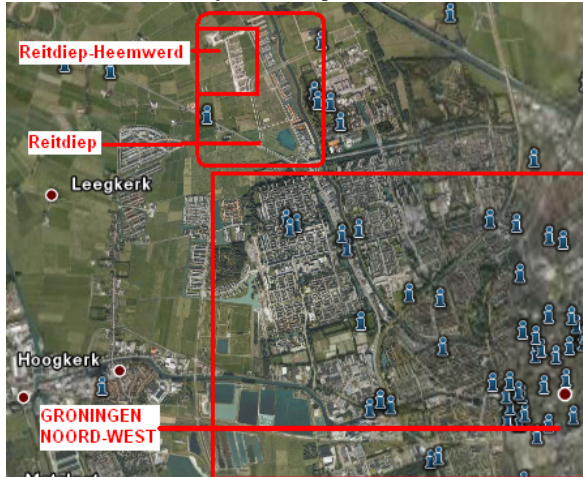 Reitdiep-Heemwerd
Reitdiep
Leegkerk
Hoogkerk
GRONINGEN
NOORD-WEST